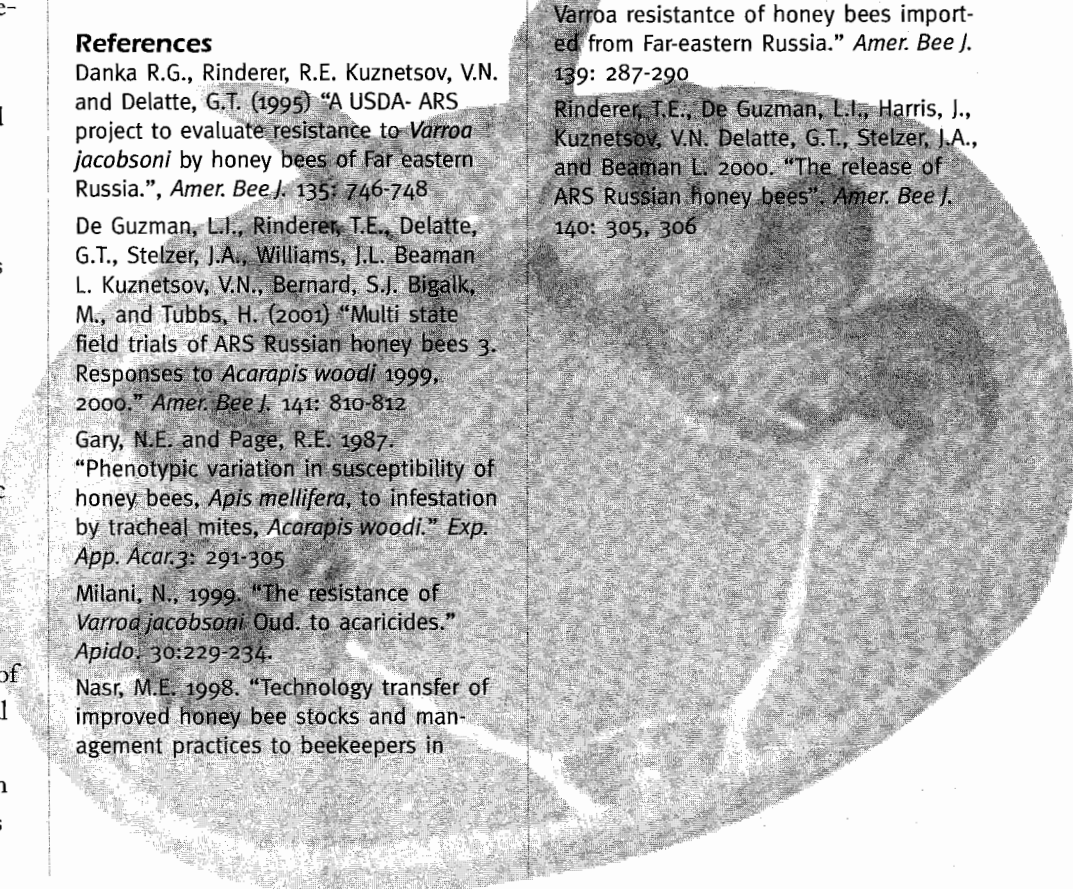 References
Danka R.G., Rinderer, R.E. Kuznetsov, V.N.
and Delatte, G.T. (1995) "A USDA- ARS
project to evaluate resistance to Varroa
jacobsoni by honey bees of Far eastern
Russia.", Amer. Bee J. 135: 746-748
De Guzman, L.I., Rinderer, T.E., Delatte,
G.T., Stelzer, J.A., Williams, J.L. Beaman
L. Kuznetsov, V.N., Bernard, S.J. Bigalk,
M., and Tubbs, H. (2001) "Multi state
field trials of ARS Russian honey bees 3.
Responses to Acarapis woodi 1999,
2000." Amer. Bee J. 141: 810-812
Gary, N.E. and Page, R.E. 1987.
"Phenotypic variation in susceptibility of
honey bees, Apis mellifera, to infestation
by tracheal mites, Acarapis woodi." Exp.
App. Acar.3: 291-305
Milani, N., 1999. "The resistance of
Varroa jacobsoni Oud. to acaricides."
Apido. 30:229-234.
Nasr, M.E. 1998. "Technology transfer of
improved honey bee stocks and man-
agement practices to beekeepers in
Varroa resistantce of honey bees import-
ed from Far-eastern Russia." Amer. Bee J.
139: 287-290
Rinderer, T.E., De Guzman, L.I., Harris, J.,
Kuznetsov, V.N. Delatte, G.T., Stelzer, J.A.,
and Beaman L. 2000. "The release of
ARS Russian honey bees". Amer. Bee J.
140: 305, 306